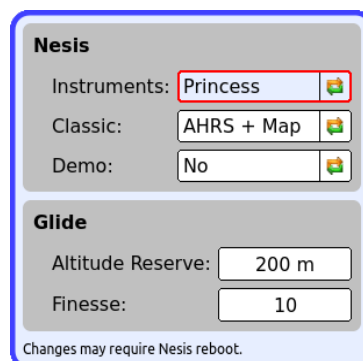 Nesis
Instruments: Princess
Classic: AHRS + Map
Demo: No
Glide
Altitude Reserve: 200 m
Finesse: 10
Changes may require Nesis reboot.